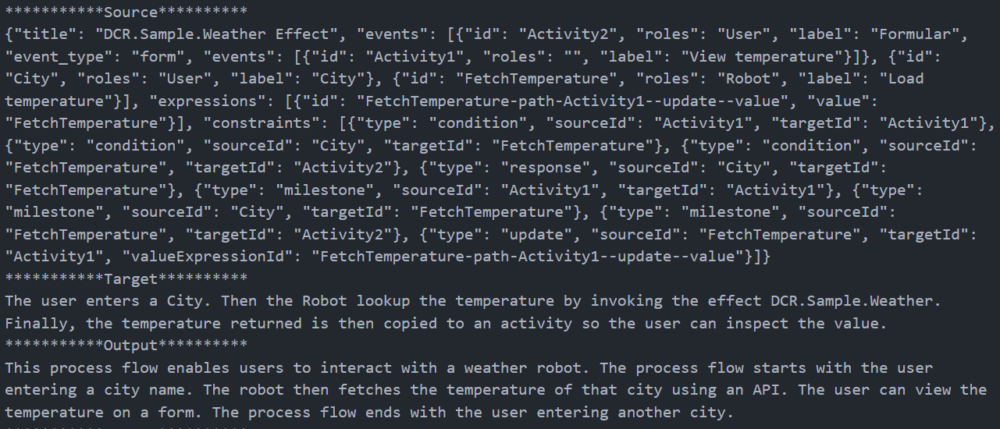 ***********Source**********
{"title": "DCR.Sample.Weather Effect", "events": [{"id": "Activity2", "roles": "User", "label": "Formular",
"event_type": "form", "events": [{"id": "Activity1", "roles": "", "label": "View temperature"}]}, {"id":
"City", "roles": "User", "label": "City"}, {"id": "FetchTemperature", "roles": "Robot", "label": "Load
temperature"}], "expressions": [{"id": "FetchTemperature-path-Activity1--update--value", "value":
"FetchTemperature"}], "constraints": [{"type": "condition", "sourceId": "Activity1", "targetId": "Activity1"},
{"type": "condition", "sourceId": "City", "targetId": "FetchTemperature"}, {"type": "condition", "sourceId":
"FetchTemperature", "targetId": "Activity2"}, {"type": "response", "sourceId": "City", "targetId":
"FetchTemperature"}, {"type": "milestone", "sourceId": "Activity1", "targetId": "Activity1"}, {"type":
"milestone", "sourceId": "City", "targetId": "FetchTemperature"}, {"type": "milestone", "sourceId":
"FetchTemperature", "targetId": "Activity2"}, {"type": "update", "sourceId": "FetchTemperature", "targetId":
"Activity1", "valueExpressionId": "FetchTemperature-path-Activity1--update--value"}]}
***********Target**********
The user enters a City. Then the Robot lookup the temperature by invoking the effect DCR.Sample.Weather.
Finally, the temperature returned is then copied to an activity so the user can inspect the value.
***********Output**********
This process flow enables users to interact with a weather robot. The process flow starts with the user
entering a city name. The robot then fetches the temperature of that city using an API. The user can view the
temperature on a form. The process flow ends with the user entering another city.